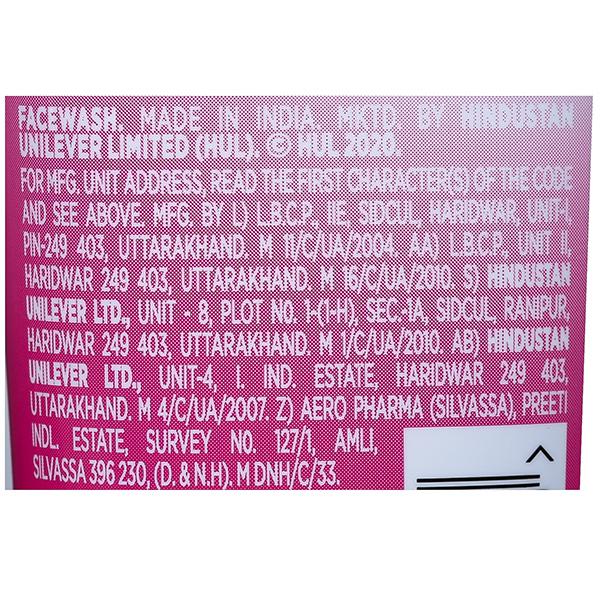 FACEWASH. MADE IN INDIA. MKTD. BY HINDUSTAN
UNILEVER LIMITED (HUL). © HUL 2020.
FOR MFG. UNIT ADDRESS, READ THE FIRST CHARACTER(S) OF THE CODE
AND SEE ABOVE. MFG. BY L) L.B.C.P., IIE, SIDCUL, HARIDWAR, UNIT-I,
PIN-249 403, UTTARAKHAND. M 11/C/UA/2004. AA) L.B.C.P., UNIT II,
HARIDWAR 249 403, UTTARAKHAND. M 16/C/UA/2010. S) HINDUSTAN
UNILEVER LTD., UNIT - 8, PLOT NO. 1-(1-H), SEC-1A, SIDCUL, RANIPUR,
HARIDWAR 249 403, UTTARAKHAND. M 1/C/UA/2010. AB) HINDUSTAN
UNILEVER LTD., UNIT-4, I. IND. ESTATE, HARIDWAR 249 403,
UTTARAKHAND. M 4/C/UA/2007. Z) AERO PHARMA (SILVASSA), PREETI
INDL. ESTATE, SURVEY NO. 127/1, AMLI,
SILVASSA 396 230, (D. & N.H). M DNH/C/33.